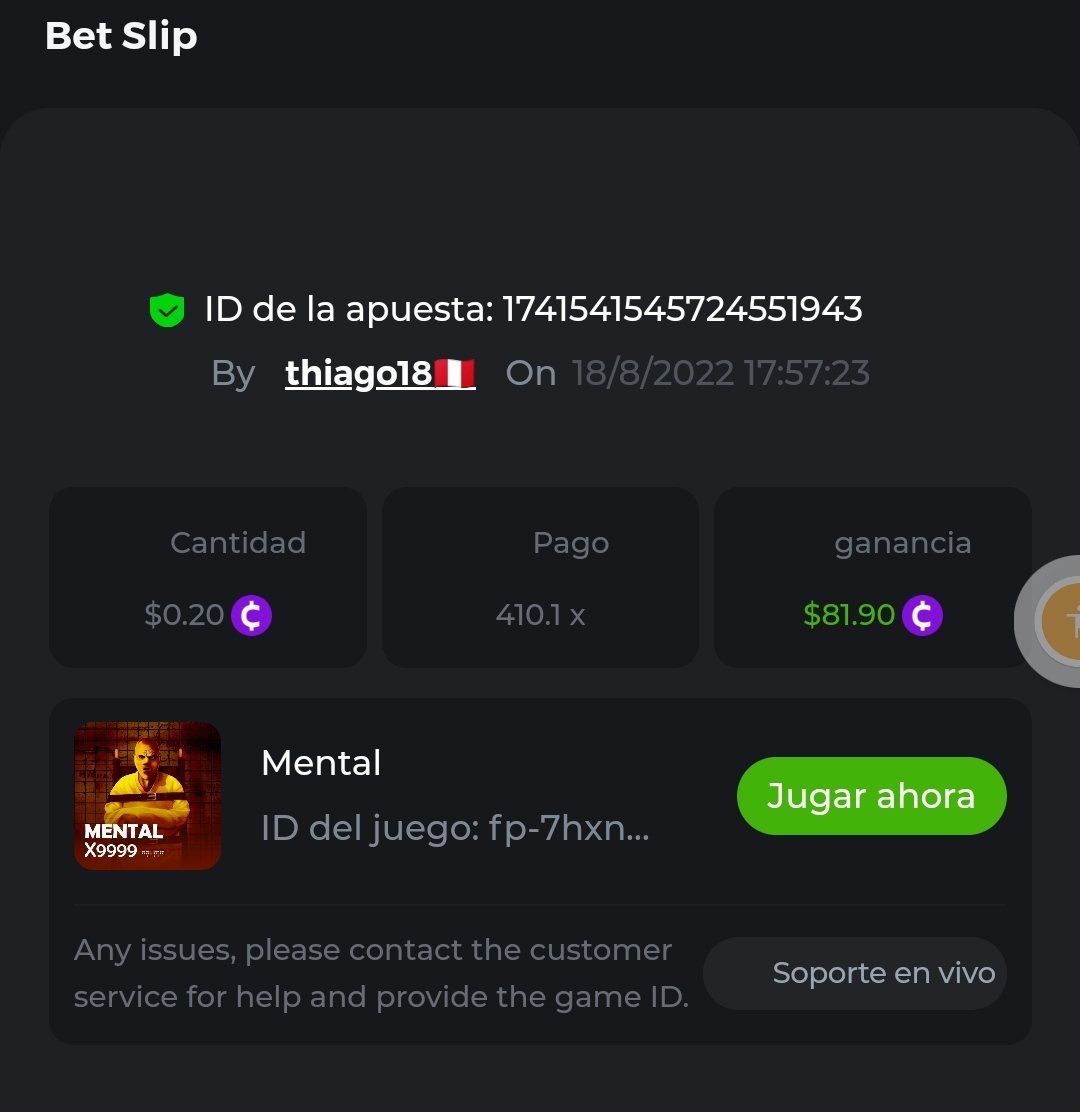 Bet Slip
ID de la apuesta: 1741541545724551943
By thiago18🇵🇪 On 18/8/2022 17:57:23
Cantidad
Pago
ganancia
$0.20 ₵
410.1 x
$81.90 ₵
MENTAL
X9999
Mental
ID del juego: fp-7hxn...
Jugar ahora
Any issues, please contact the customer
service for help and provide the game ID.
Soporte en vivo